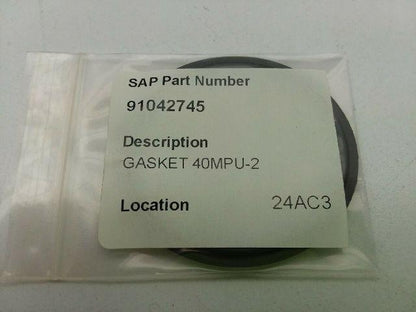 SAP Part Number
91042745
Description
GASKET 40MPU-2
Location 24AC3